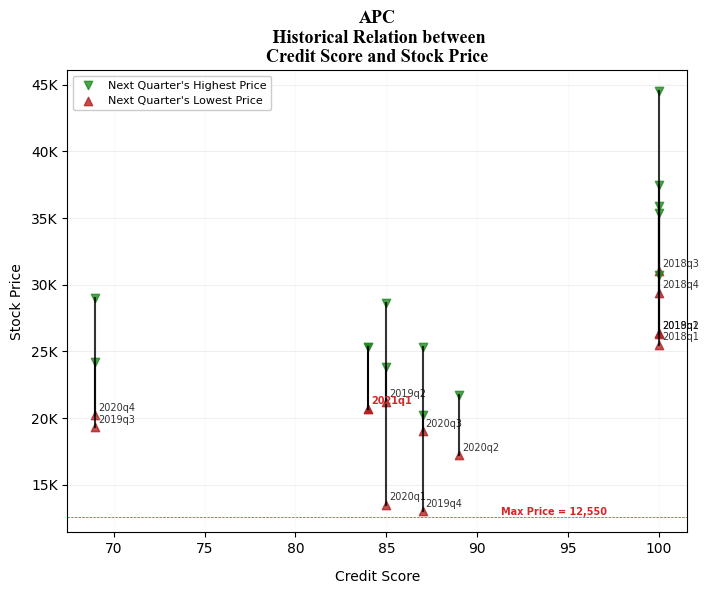 APC
Historical Relation between
Credit Score and Stock Price
Next Quarter's Highest Price
Next Quarter's Lowest Price
Stock Price
45K
40K
35K
30K
25K
20K
15K
2018q3
2018q4
2018q1
2019q2
2021q1
2020q4
2019q3
2020q3
2020q2
2020q1
2019q4
Max Price = 12,550
70
75
80
85
90
95
100
Credit Score